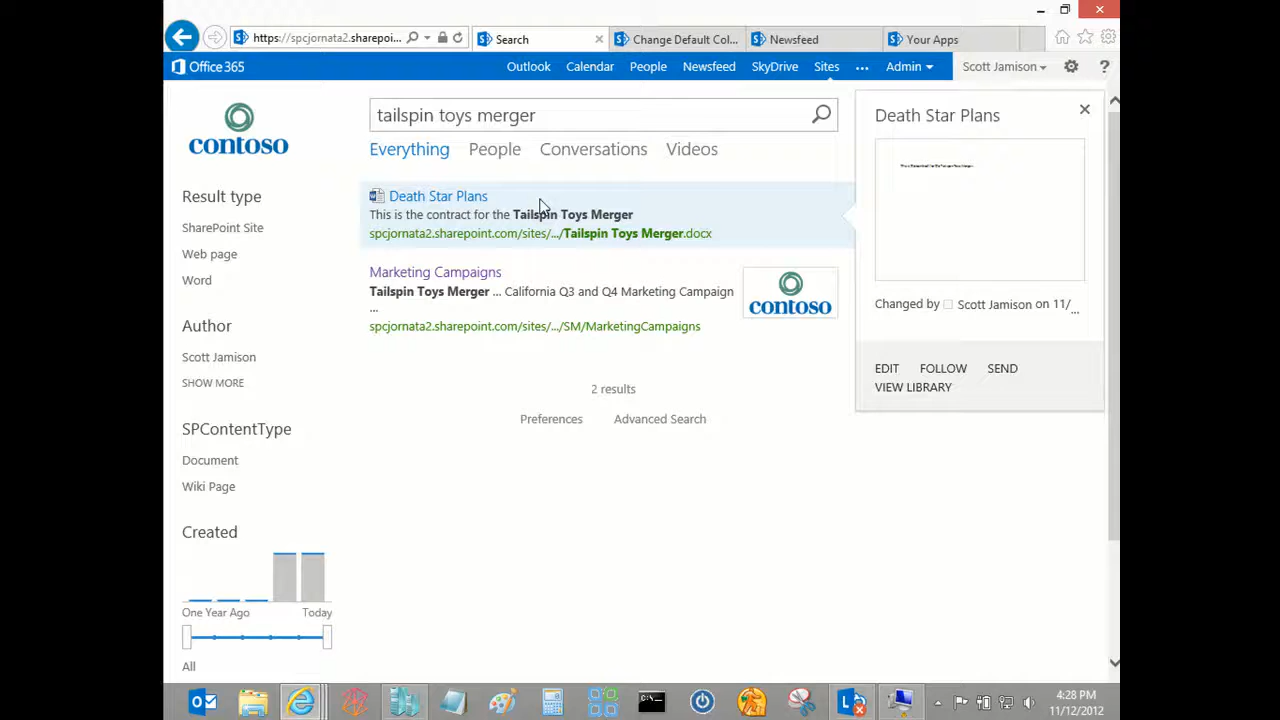 https://spcjornata2.sharepoi...
Search
Change Default Col...
Newsfeed
Your Apps
Office 365
Outlook
Calendar
People
Newsfeed
SkyDrive
Sites
...
Admin
Scott Jamison
?
contoso
tailspin toys merger
Everything
People
Conversations
Videos
Result type
SharePoint Site
Web page
Word
Author
Scott Jamison
SHOW MORE
SPContentType
Document
Wiki Page
Created
One Year Ago
Today
All
Death Star Plans
This is the contract for the Tailspin Toys Merger
spcjornata2.sharepoint.com/sites/.../Tailspin Toys Merger.docx
Marketing Campaigns
Tailspin Toys Merger ... California Q3 and Q4 Marketing Campaign
...
spcjornata2.sharepoint.com/sites/.../SM/MarketingCampaigns
contoso
2 results
Preferences
Advanced Search
Death Star Plans
Changed by Scott Jamison on 11/
...
EDIT
FOLLOW
SEND
VIEW LIBRARY
4:28 PM
11/12/2012